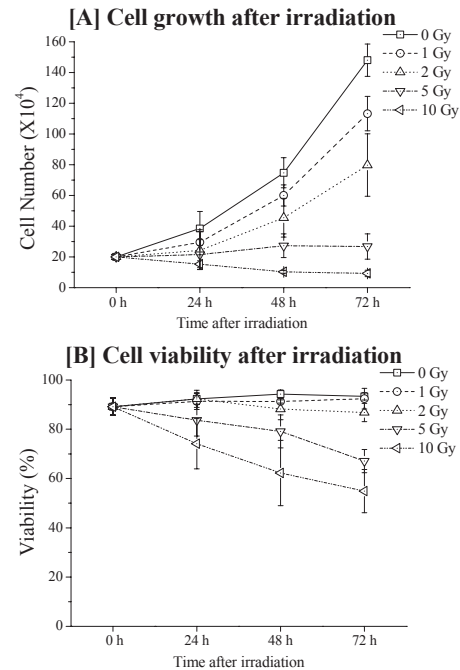 [A] Cell growth after irradiation
160
140
120
100
80
60
40
20
0
Cell Number (X10⁴)
0 h
24 h
48 h
72 h
Time after irradiation
0 Gy
1 Gy
2 Gy
5 Gy
10 Gy
[B] Cell viability after irradiation
100
80
60
40
20
0
Viability (%)
0 h
24 h
48 h
72 h
Time after irradiation
0 Gy
1 Gy
2 Gy
5 Gy
10 Gy